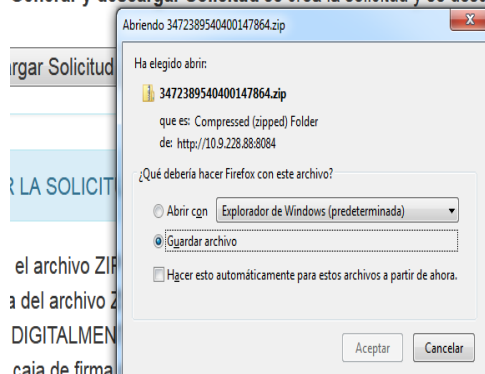 Generar y descargar Solicitud se crea la solicitud y se desc
Abriendo 3472389540400147864.zip
Ha elegido abrir:
rgar Solicitud
3472389540400147864.zip
que es: Compressed (zipped) Folder
de: http://10.9.228.88:8084
¿Qué debería hacer Firefox con este archivo?
R LA SOLICIT
Abrir con Explorador de Windows (predeterminada)
Guardar archivo
el archivo ZIP
Hacer esto automáticamente para estos archivos a partir de ahora.
a del archivo Z
DIGITALMEN
Aceptar Cancelar
caja de firma